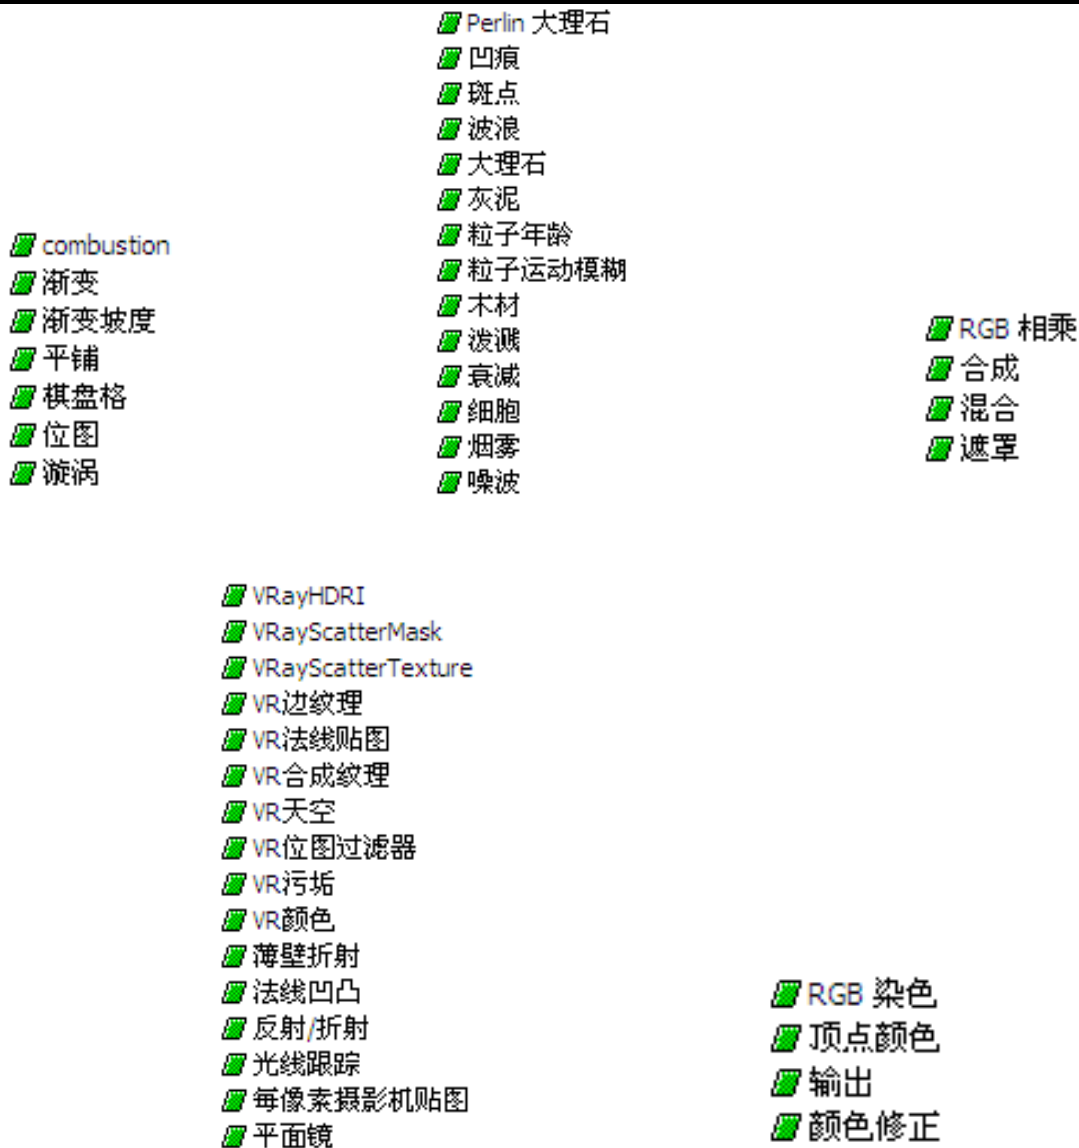 combustion
渐变
渐变坡度
平铺
棋盘格
位图
漩涡
Perlin 大理石
凹痕
斑点
波浪
大理石
灰泥
粒子年龄
粒子运动模糊
木材
泼溅
衰减
细胞
烟雾
噪波
RGB 相乘
合成
混合
遮罩
VRayHDRI
VRayScatterMask
VRayScatterTexture
VR边纹理
VR法线贴图
VR合成纹理
VR天空
VR位图过滤器
VR污垢
VR颜色
薄壁折射
法线凹凸
反射/折射
光线跟踪
每像素摄影机贴图
平面镜
RGB 染色
顶点颜色
输出
颜色修正